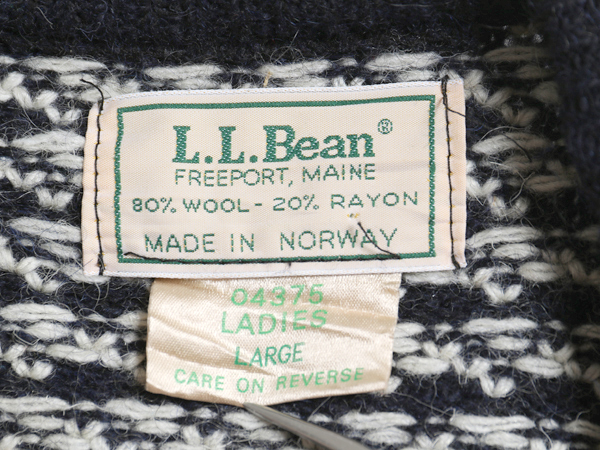 L.L.Bean®
FREEPORT, MAINE
80% WOOL - 20% RAYON
MADE IN NORWAY
04375
LADIES
LARGE
CARE ON REVERSE